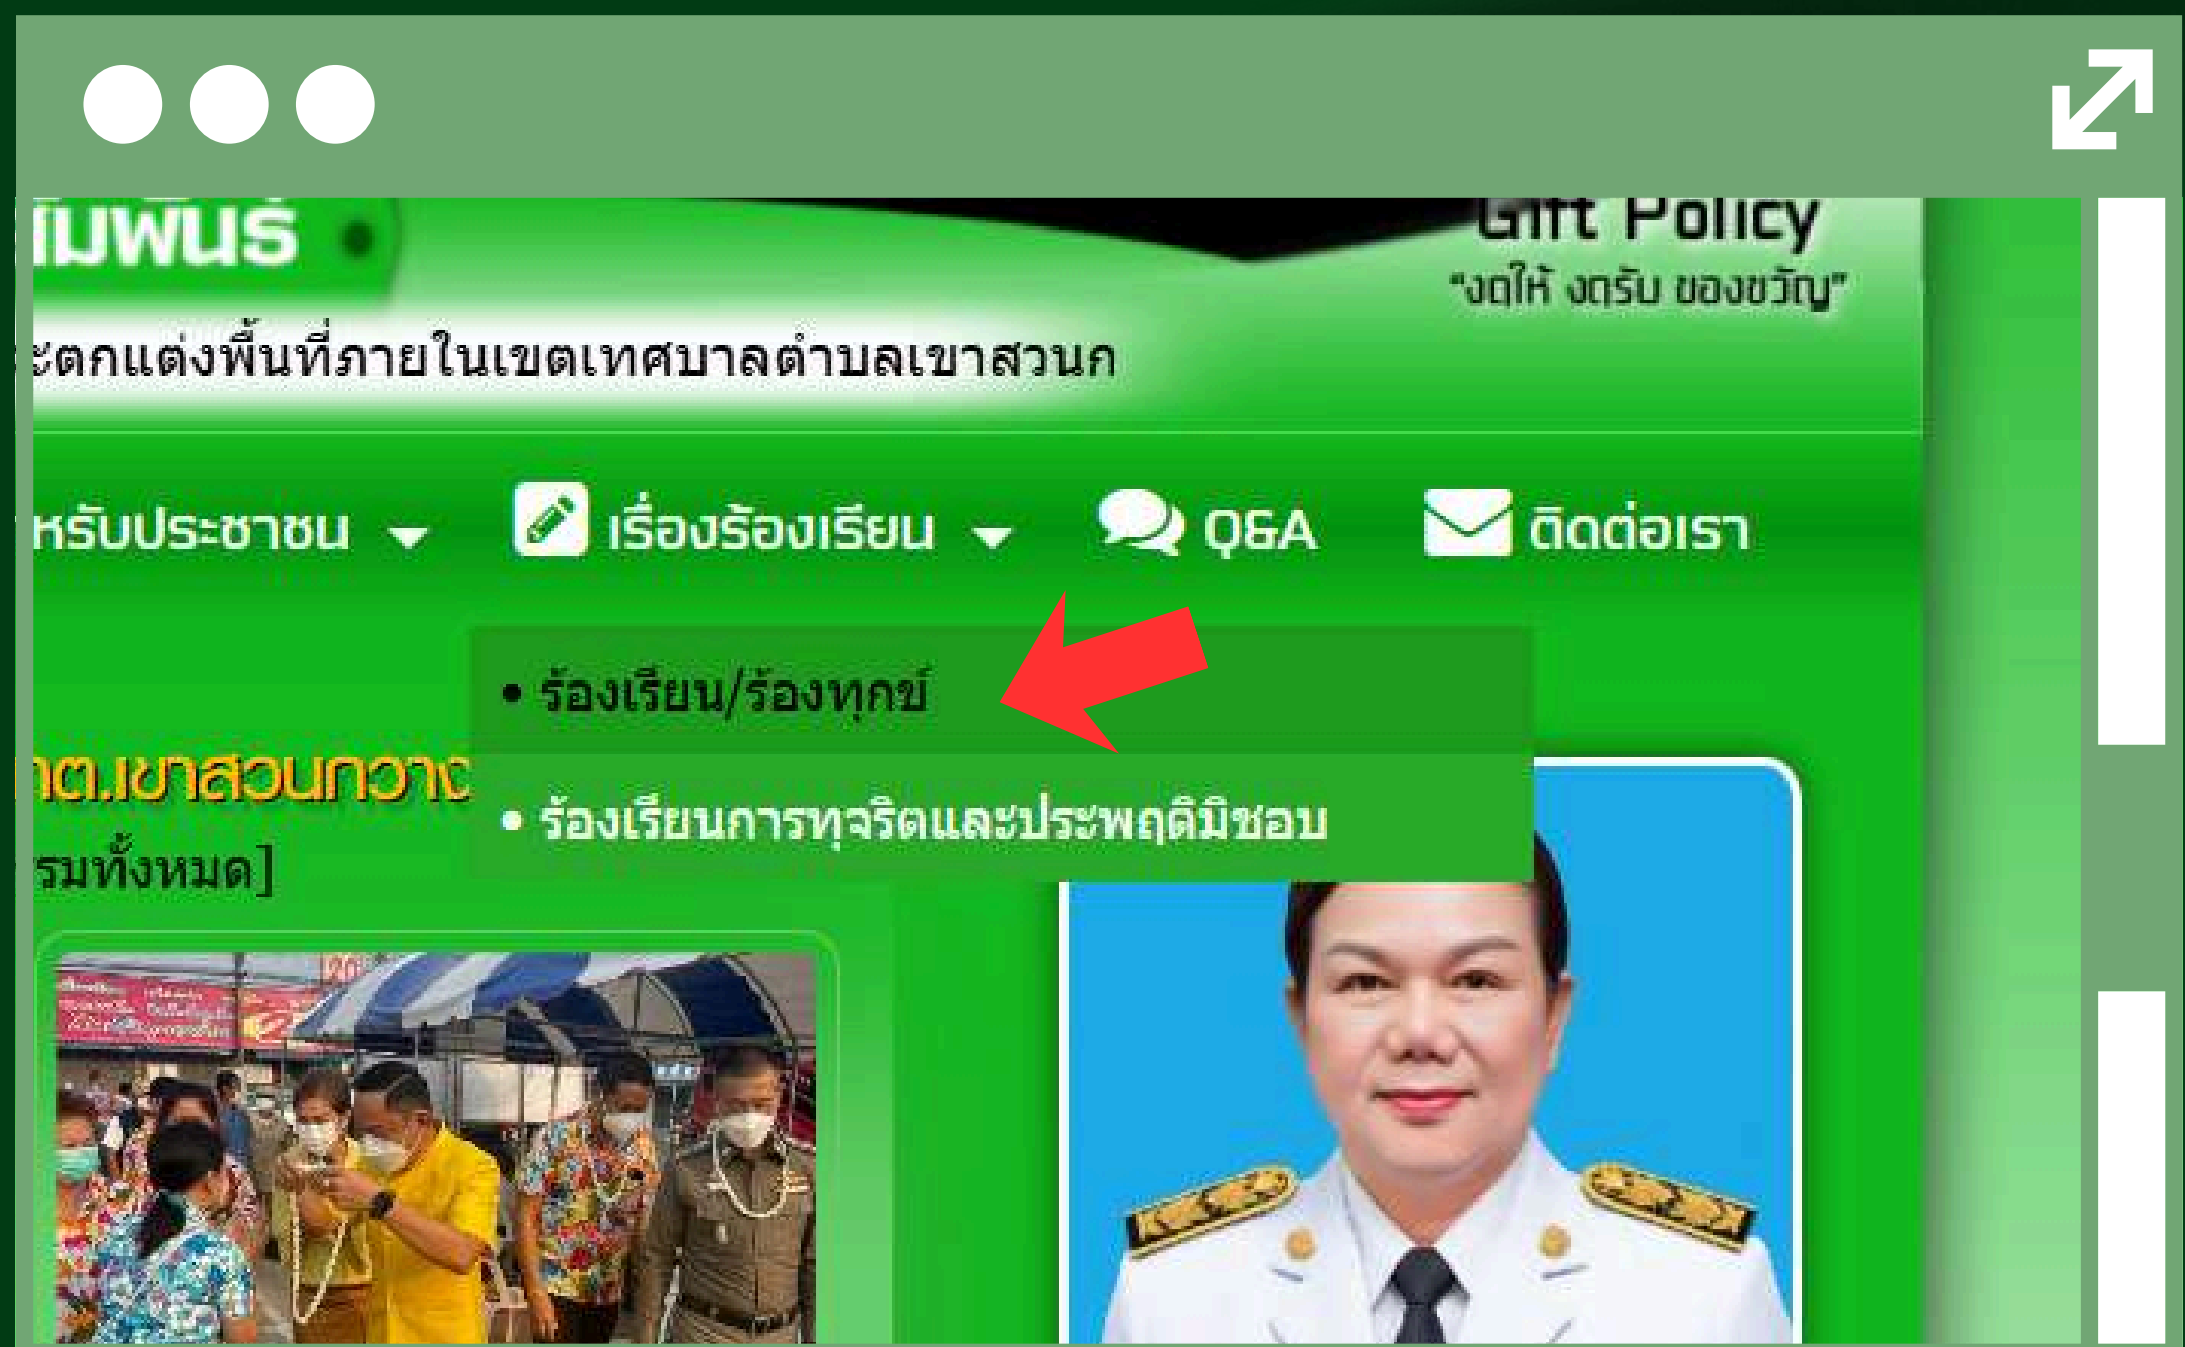 Gift Policy
"งดให้ งดรับ ของขวัญ"
ะตกแต่งพื้นที่ภายในเขตเทศบาลตำบลเขาสวนก
หรับประชาชน
เรื่องร้องเรียน
Q&A
ติดต่อเรา
• ร้องเรียน/ร้องทุกข์
• ร้องเรียนการทุจริตและประพฤติมิชอบ
ทต.เขาสวนกวาง
รมทั้งหมด]